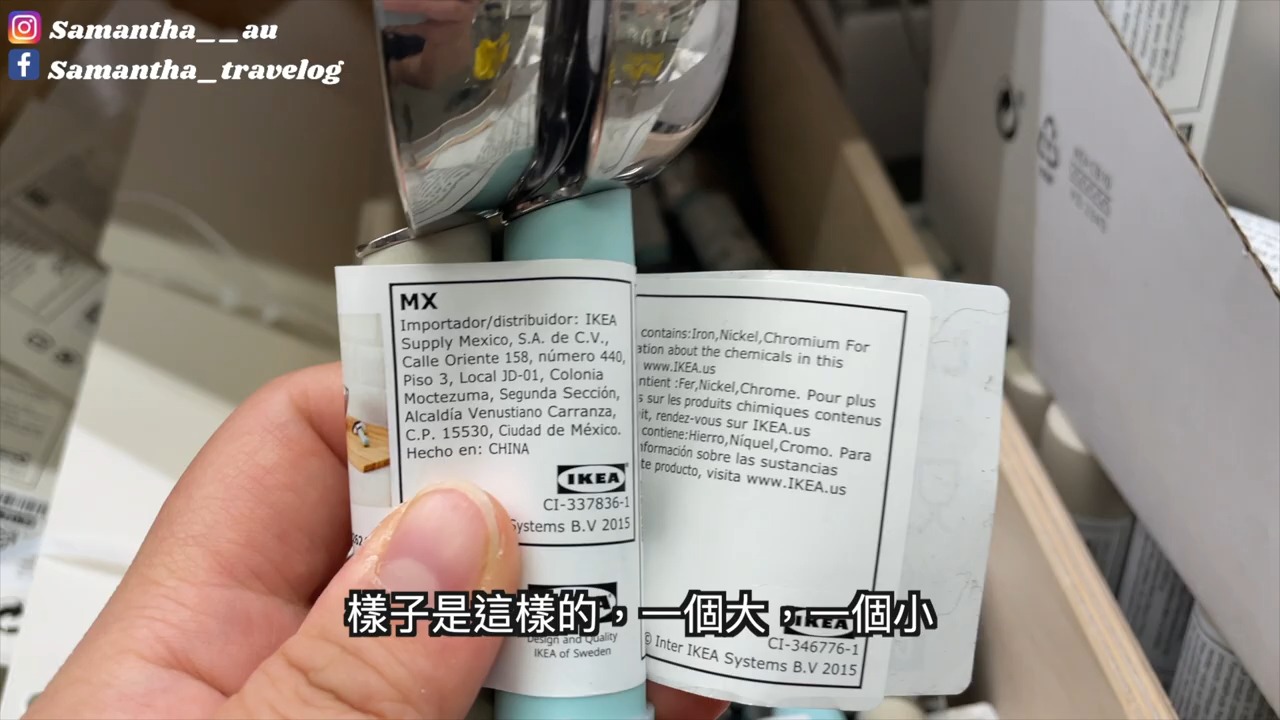 Samantha__au
Samantha_travelog
MX
Importador/distribuidor: IKEA
Supply Mexico, S.A. de C.V.,
Calle Oriente 158, número 440,
Piso 3, Local JD-01, Colonia
Moctezuma, Segunda Sección,
Alcaldía Venustiano Carranza,
C.P. 15530, Ciudad de México.
Hecho en: CHINA
IKEA
CI-337836-1
Systems B.V 2015
Design and Quality
IKEA of Sweden
contains:Iron,Nickel,Chromium For
about the chemicals in this
www.IKEA.us
:Fer,Nickel,Chrome. Pour plus
sur les produits chimiques contenus
rendez-vous sur IKEA.us
contiene:Hierro,Níquel,Cromo. Para
sobre las sustancias
producto, visita www.IKEA.us
IKEA
CI-346776-1
© Inter IKEA Systems B.V 2015
樣子是這樣的，一個大，一個小